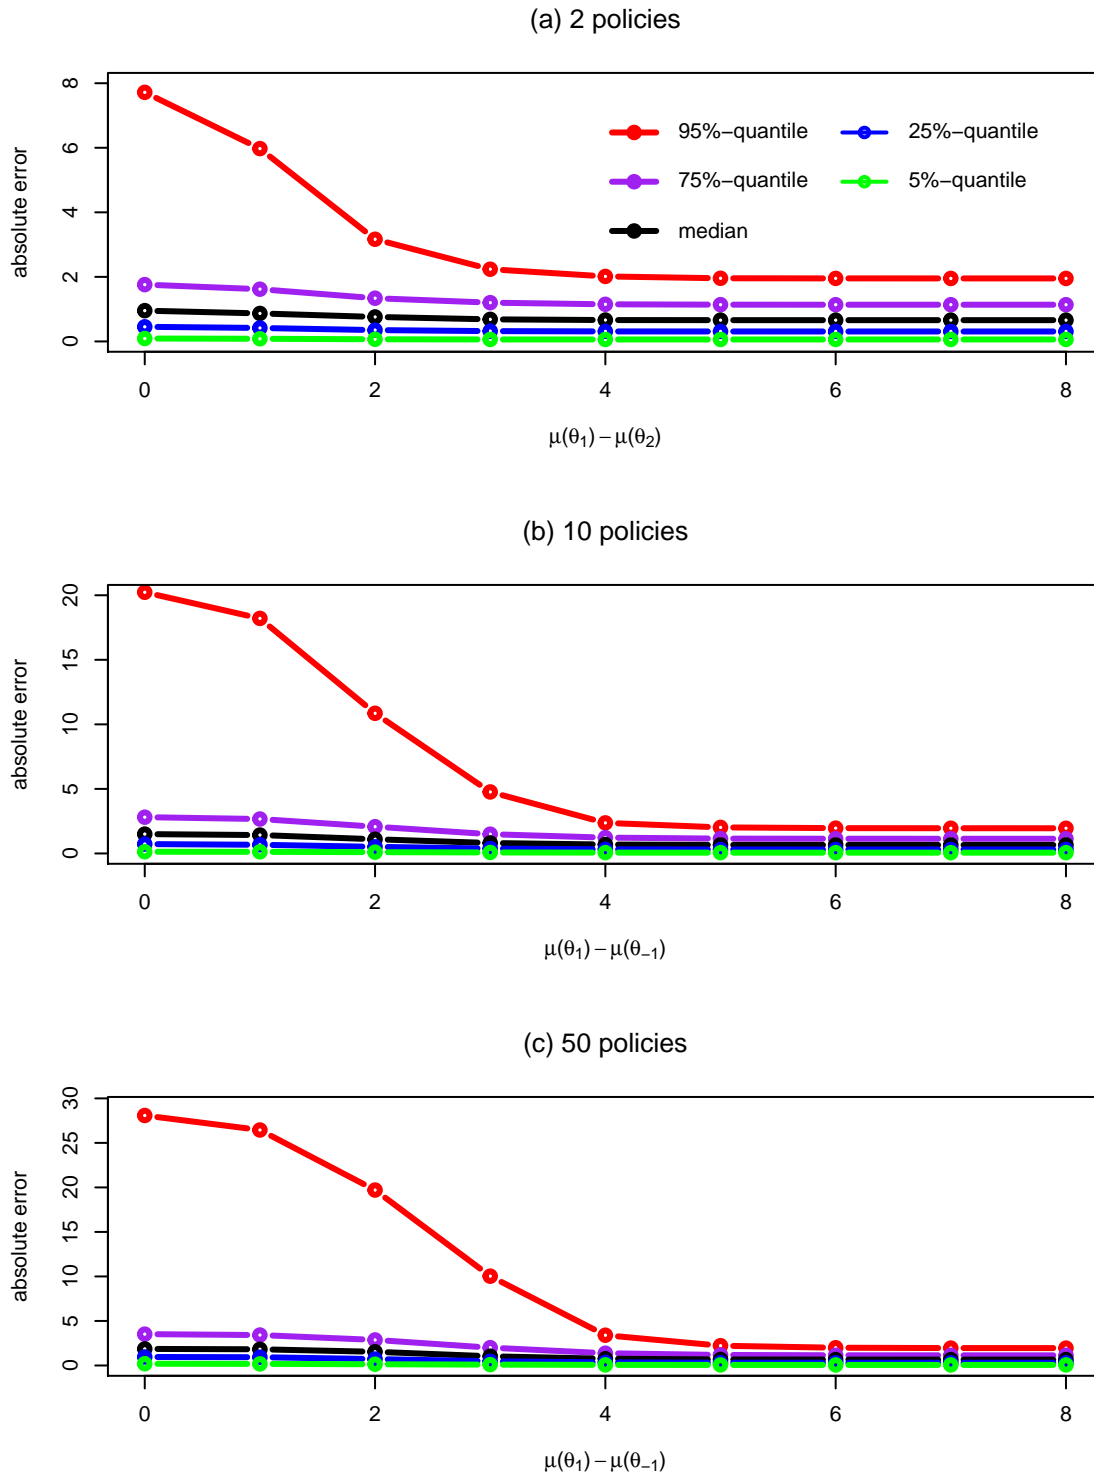 (a) 2 policies
absolute error
8
6
4
2
0
95%−quantile
25%−quantile
75%−quantile
5%−quantile
median
0 2 4 6 8
μ(θ₁) − μ(θ₂)
(b) 10 policies
absolute error
20
15
10
5
0
0 2 4 6 8
μ(θ₁) − μ(θ₋₁)
(c) 50 policies
absolute error
30
25
20
15
10
5
0
0 2 4 6 8
μ(θ₁) − μ(θ₋₁)